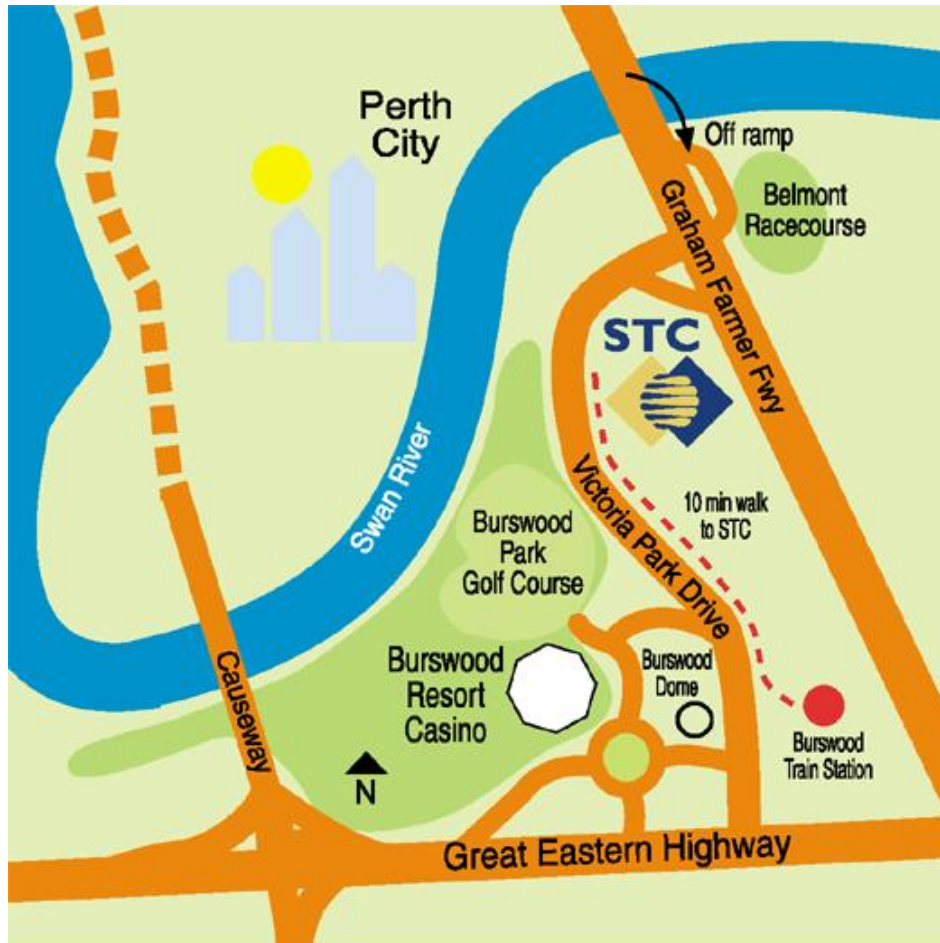 Perth
City
Off ramp
Belmont
Racecourse
Graham Farmer Fwy
STC
Swan River
Victoria Park Drive
10 min walk
to STC
Burswood
Park
Golf Course
Causeway
Burswood
Resort
Casino
Burswood
Dome
Burswood
Train Station
N
Great Eastern Highway